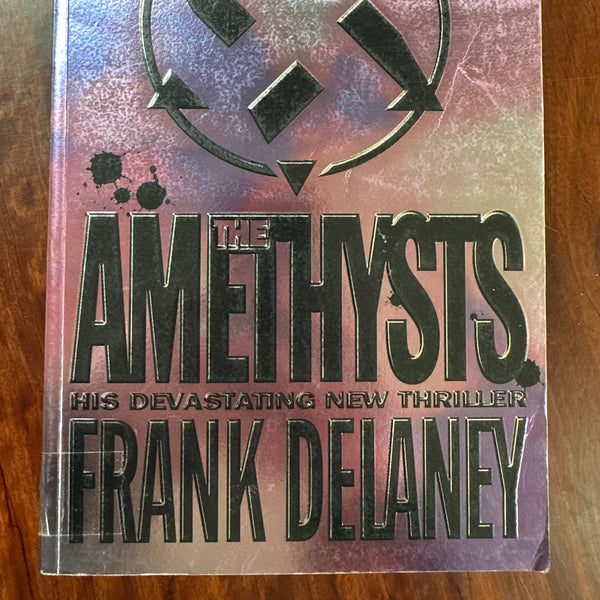 THE
AMETHYSTS
HIS DEVASTATING NEW THRILLER
FRANK DELANEY